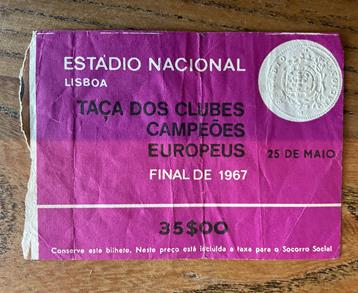 ESTÁDIO NACIONAL
LISBOA
TAÇA DOS CLUBES
CAMPEÕES
EUROPEUS
25 DE MAIO
FINAL DE 1967
35$00
Conserve este bilhete. Neste preço está incluída a taxa para o Socorro Social